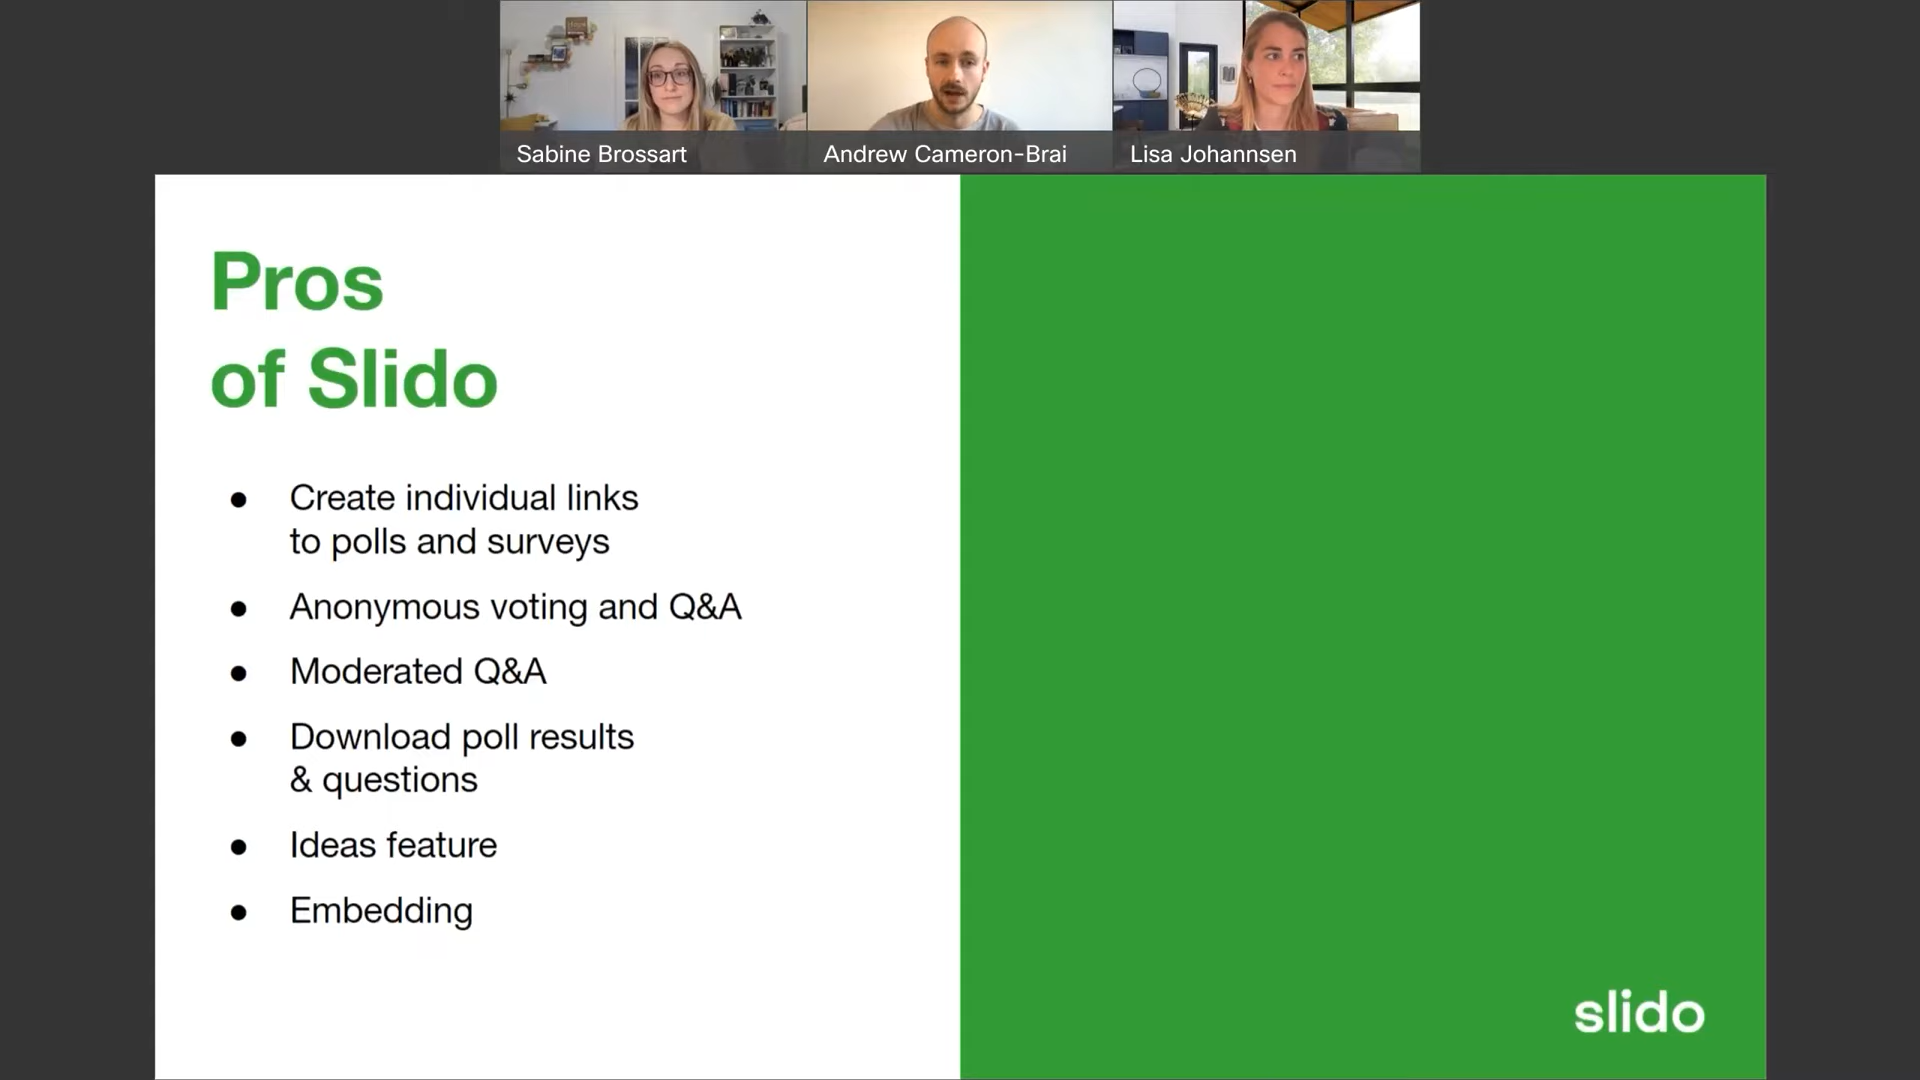 Sabine Brossart
Andrew Cameron-Brai
Lisa Johannsen
Pros
of Slido
● Create individual links
to polls and surveys
● Anonymous voting and Q&A
● Moderated Q&A
● Download poll results
& questions
● Ideas feature
● Embedding
slido